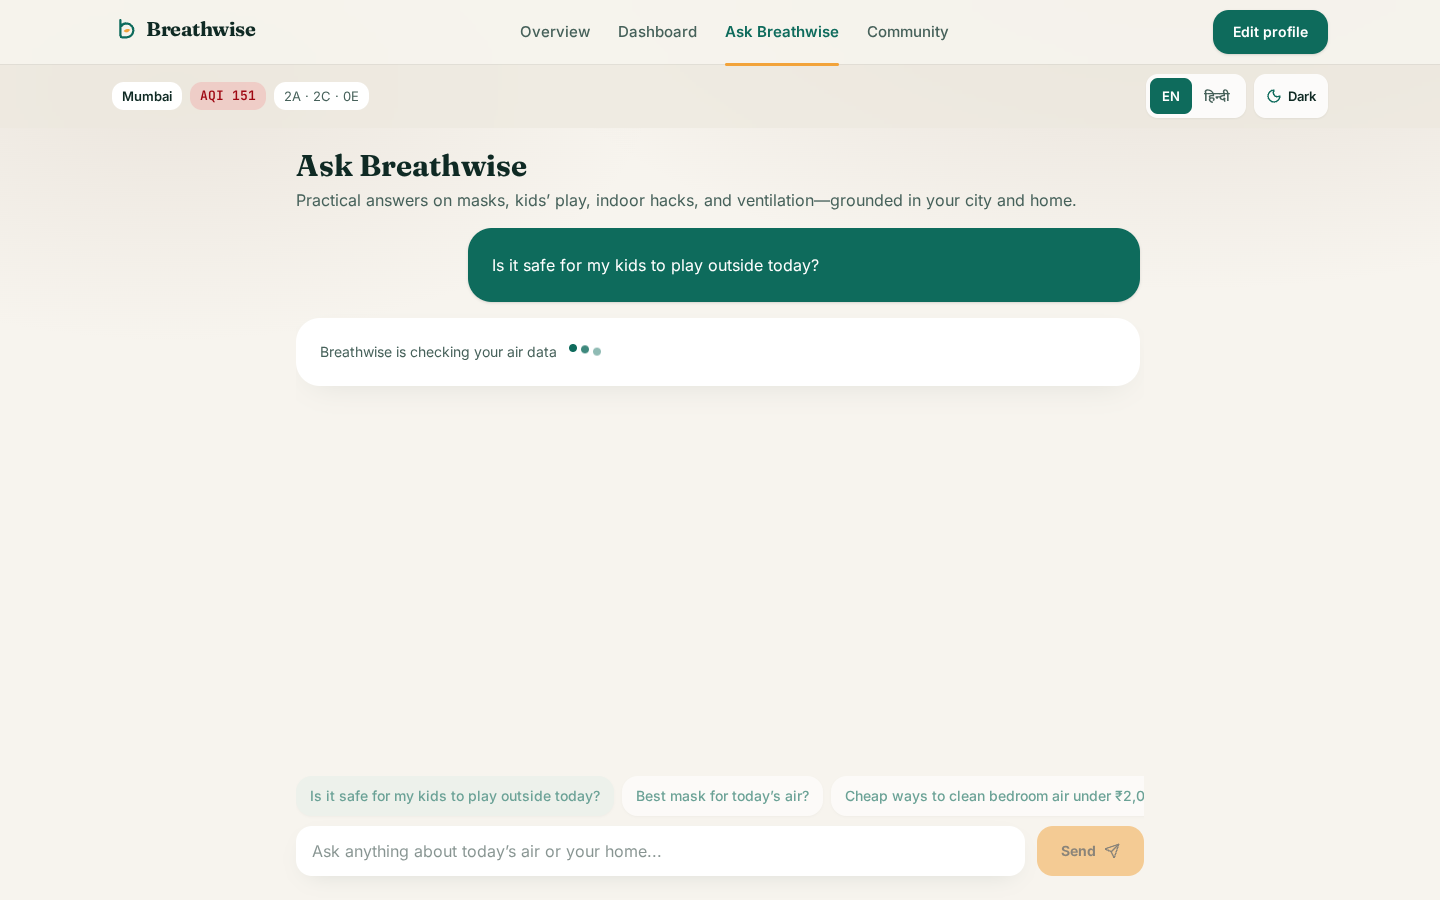 Breathwise
Overview
Dashboard
Ask Breathwise
Community
Edit profile
Mumbai
AQI 151
2A · 2C · 0E
EN
हिन्दी
Dark
Ask Breathwise
Practical answers on masks, kids’ play, indoor hacks, and ventilation—grounded in your city and home.
Is it safe for my kids to play outside today?
Breathwise is checking your air data
Is it safe for my kids to play outside today?
Best mask for today’s air?
Cheap ways to clean bedroom air under ₹2,0
Ask anything about today’s air or your home...
Send